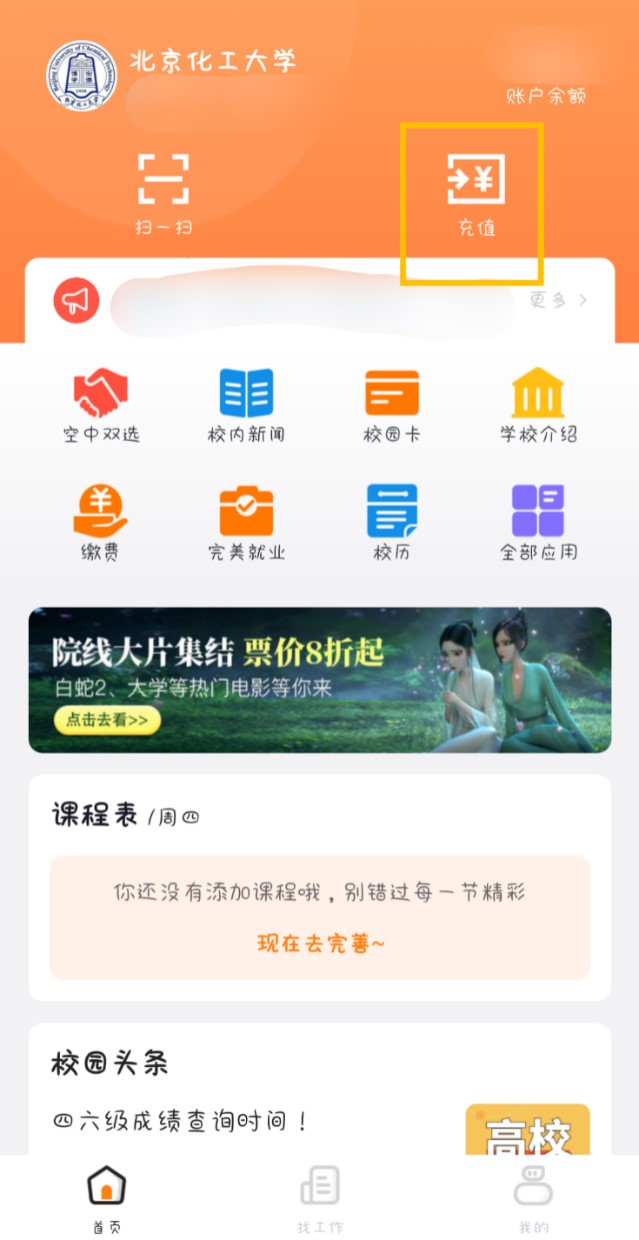 北京化工大学
账户余额
扫一扫
充值
更多
空中双选
校内新闻
校园卡
学校介绍
缴费
完美就业
校历
全部应用
院线大片集结 票价8折起
白蛇2、大学等热门电影等你来
点击去看>>
课程表 /周四
你还没有添加课程哦，别错过每一节精彩
现在去完善~
校园头条
四六级成绩查询时间！
高校
首页
找工作
我的